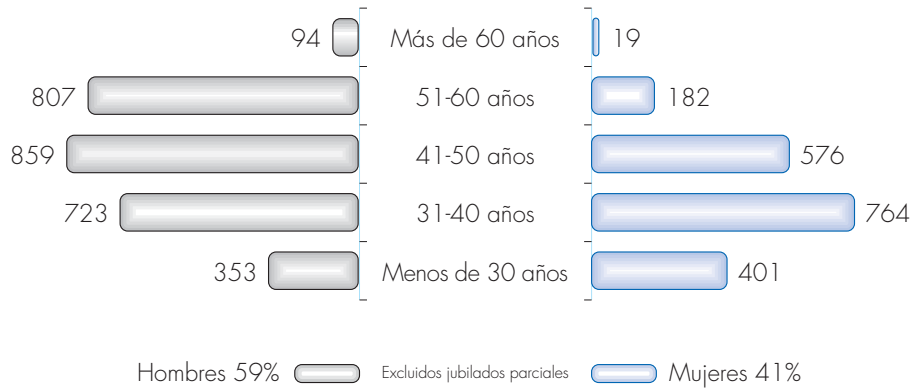 94 Más de 60 años 19
807 51-60 años 182
859 41-50 años 576
723 31-40 años 764
353 Menos de 30 años 401
Hombres 59% Excluidos jubilados parciales Mujeres 41%